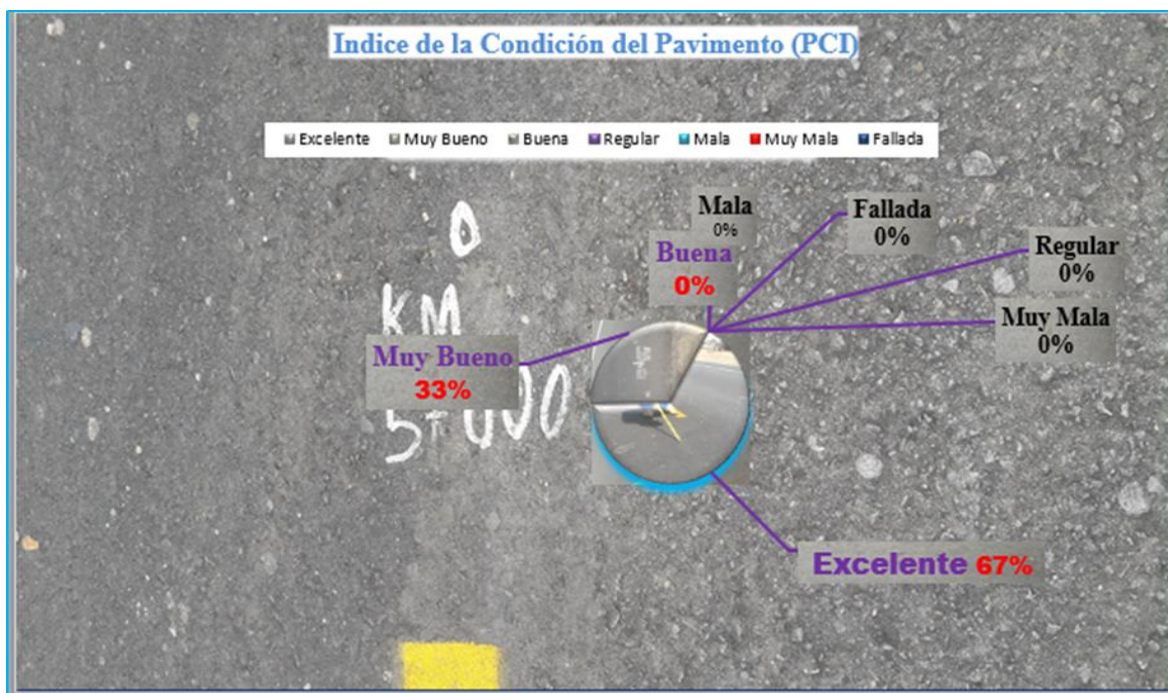 Indice de la Condición del Pavimento (PCI)
Excelente Muy Bueno Buena Regular Mala Muy Mala Fallada
0
KM
5+000
Mala
0%
Buena
0%
Fallada
0%
Regular
0%
Muy Mala
0%
Muy Bueno
33%
Excelente 67%